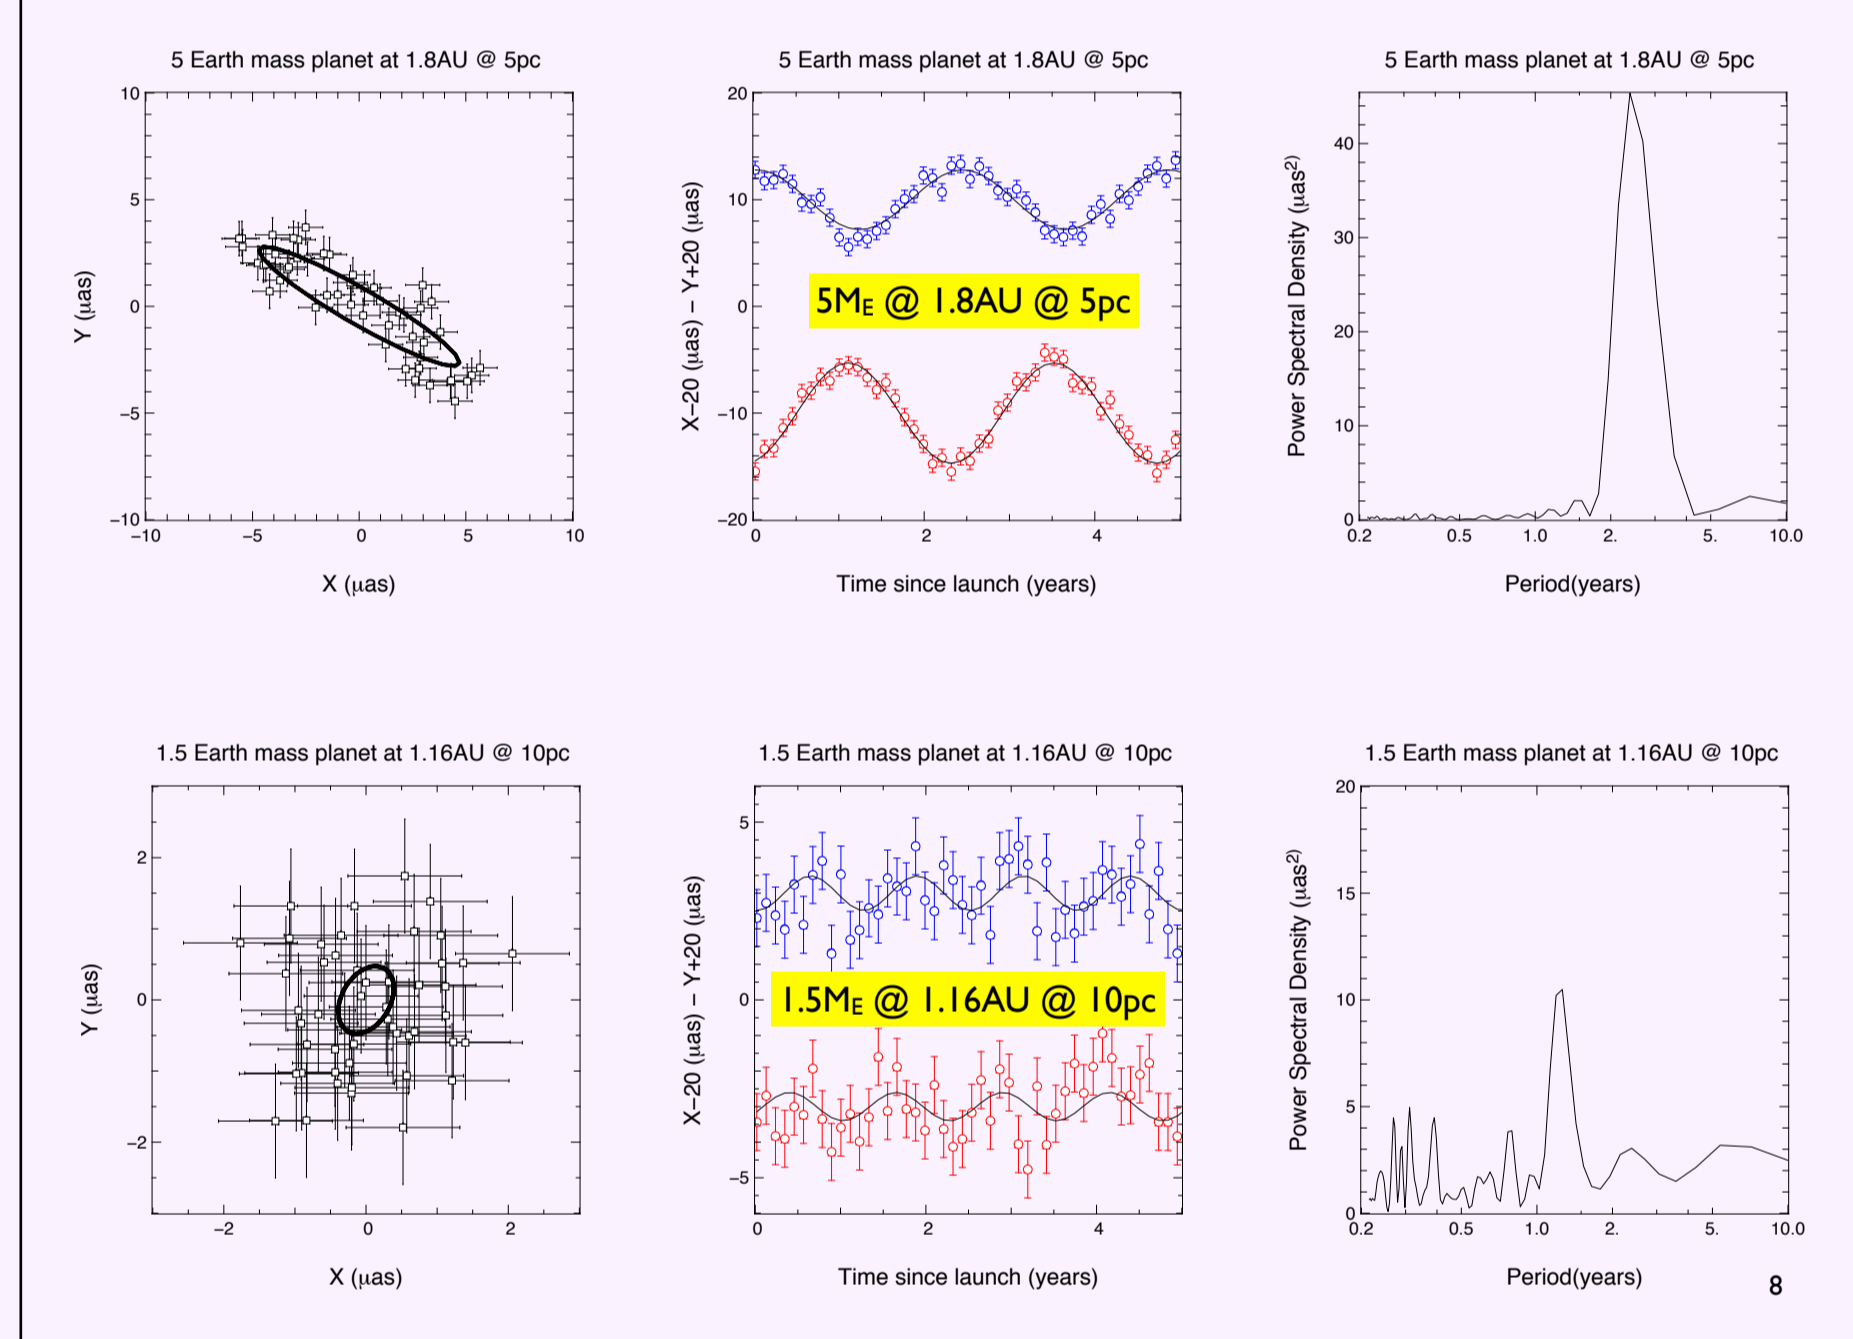 5 Earth mass planet at 1.8AU @ 5pc
10
5
0
−5
−10
Y (μas)
−10 −5 0 5 10
X (μas)
5 Earth mass planet at 1.8AU @ 5pc
20
10
0
−10
−20
X−20 (μas) − Y+20 (μas)
5ME @ 1.8AU @ 5pc
0 2 4
Time since launch (years)
5 Earth mass planet at 1.8AU @ 5pc
40
30
20
10
0
Power Spectral Density (μas2)
0.2 0.5 1.0 2. 5. 10.0
Period(years)
1.5 Earth mass planet at 1.16AU @ 10pc
2
0
−2
Y (μas)
−2 0 2
X (μas)
1.5 Earth mass planet at 1.16AU @ 10pc
5
0
−5
X−20 (μas) − Y+20 (μas)
1.5ME @ 1.16AU @ 10pc
0 2 4
Time since launch (years)
1.5 Earth mass planet at 1.16AU @ 10pc
20
15
10
5
0
Power Spectral Density (μas2)
0.2 0.5 1.0 2. 5. 10.0
Period(years)
8